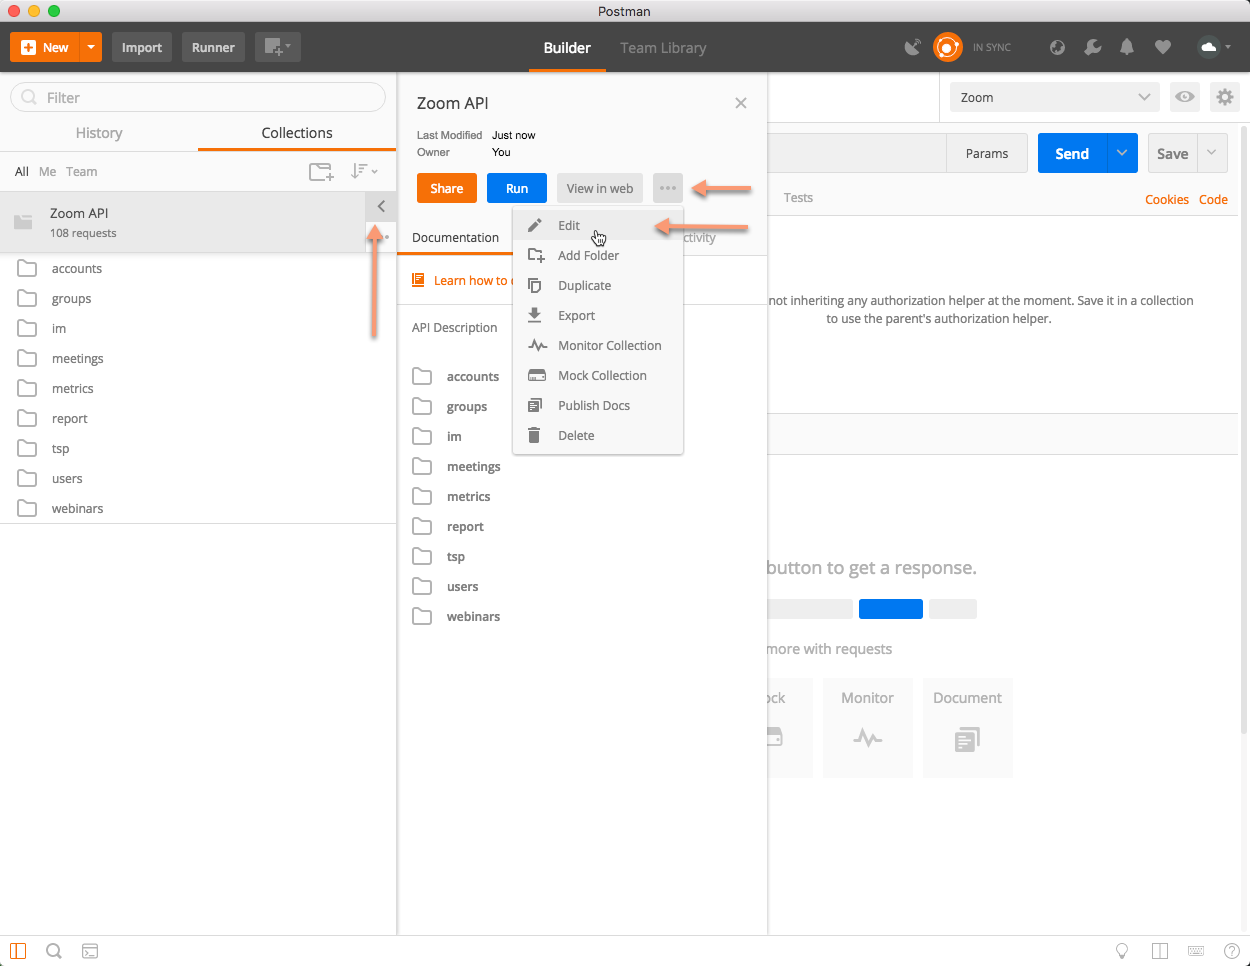 Postman
New
Import
Runner
Builder
Team Library
IN SYNC
Filter
History
Collections
All Me Team
Zoom API
108 requests
accounts
groups
im
meetings
metrics
report
tsp
users
webinars
Zoom API
Last Modified Just now
Owner You
Share
Run
View in web
Documentation
ctivity
Learn how to
API Description
accounts
groups
im
meetings
metrics
report
tsp
users
webinars
Edit
Add Folder
Duplicate
Export
Monitor Collection
Mock Collection
Publish Docs
Delete
Zoom
Params
Send
Save
Tests
Cookies Code
not inheriting any authorization helper at the moment. Save it in a collection
to use the parent's authorization helper.
button to get a response.
more with requests
ock
Monitor
Document